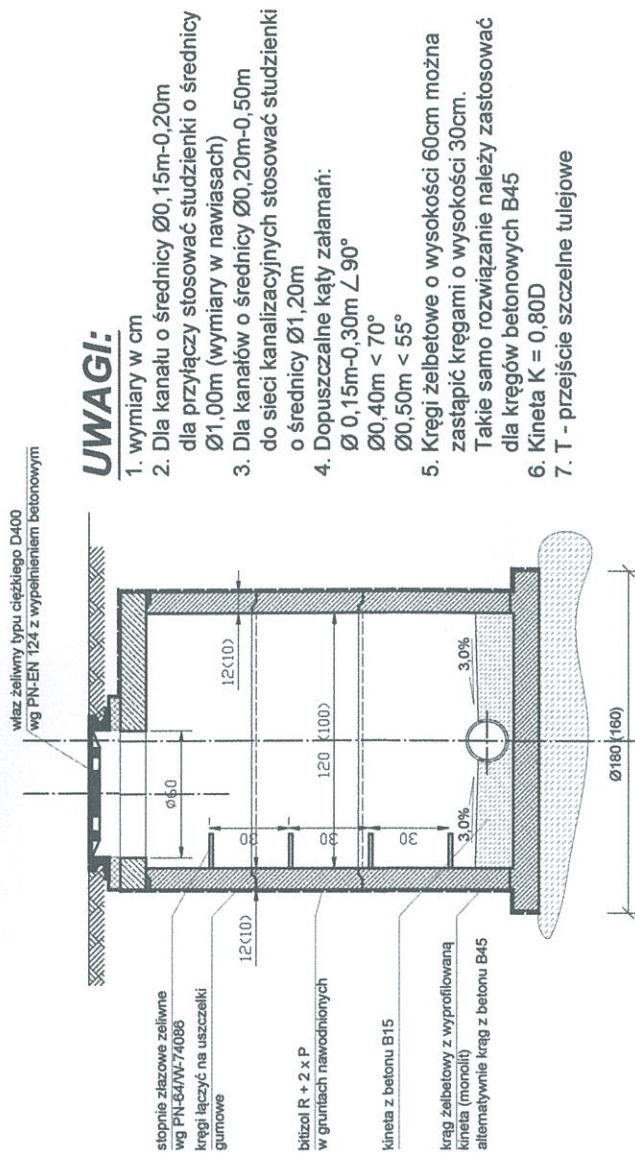 właz żeliwny typu ciężkiego D400
wg PN-EN 124 z wypełnieniem betonowym
stopnie złazowe żeliwne
wg PN-64/W-74086
kręgi łączyć na uszczelki
gumowe
bitizol R + 2 x P
w gruntach nawodnionych
kineta z betonu B15
krąg żelbetowy z wyprofilowaną
kineta (monolit)
alternatywnie krąg z betonu B45
12(10)
12(10)
ø60
120 (100)
30
30
30
3,0%
3,0%
Ø180 (160)
UWAGI:
1. wymiary w cm
2. Dla kanału o średnicy Ø0,15m-0,20m
dla przyłączy stosować studzienki o średnicy
Ø1,00m (wymiary w nawiasach)
3. Dla kanałów o średnicy Ø0,20m-0,50m
do sieci kanalizacyjnych stosować studzienki
o średnicy Ø1,20m
4. Dopuszczalne kąty załamań:
Ø 0,15m-0,30m ∠ 90°
Ø0,40m < 70°
Ø0,50m < 55°
5. Kręgi żelbetowe o wysokości 60cm można
zastąpić kręgami o wysokości 30cm.
Takie samo rozwiązanie należy zastosować
dla kręgów betonowych B45
6. Kineta K = 0,80D
7. T - przejście szczelne tulejowe